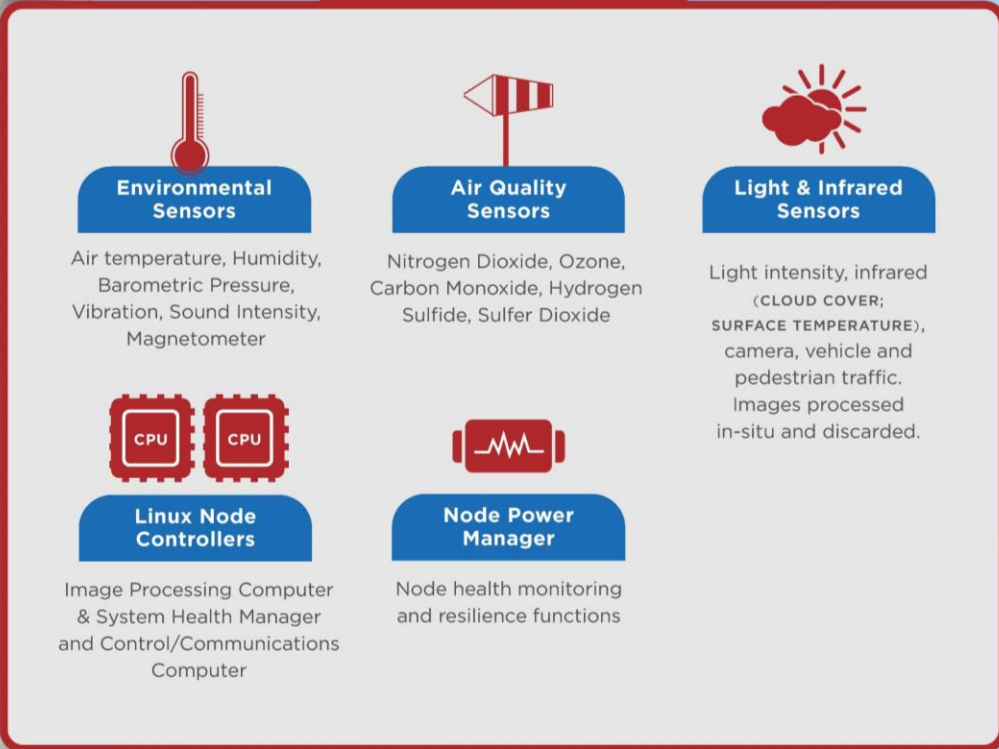 Environmental
Sensors
Air temperature, Humidity,
Barometric Pressure,
Vibration, Sound Intensity,
Magnetometer
Air Quality
Sensors
Nitrogen Dioxide, Ozone,
Carbon Monoxide, Hydrogen
Sulfide, Sulfer Dioxide
Light & Infrared
Sensors
Light intensity, infrared
(CLOUD COVER;
SURFACE TEMPERATURE),
camera, vehicle and
pedestrian traffic.
Images processed
in-situ and discarded.
CPU CPU
Linux Node
Controllers
Image Processing Computer
& System Health Manager
and Control/Communications
Computer
Node Power
Manager
Node health monitoring
and resilience functions